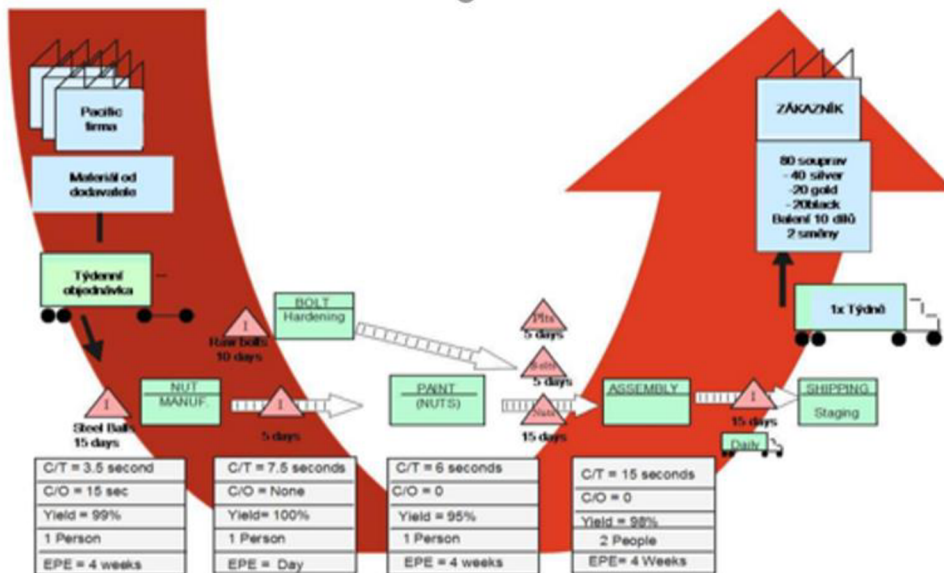 Pacific
firma
Materiál od
dodavatele
Týdenní
objednávka
ZÁKAZNÍK
80 souprav
- 40 silver
-20 gold
-20black
Balení 10 dílů
2 směny
1x Týdně
BOLT
Hardening
I
Raw bolts
10 days
Plts
5 days
Bolts
5 days
I
Steel Balls
15 days
NUT
MANUF.
I
5 days
PAINT
(NUTS)
Nuts
15 days
ASSEMBLY
I
15 days
SHIPPING
Staging
Daily
C/T = 3.5 second
C/O = 15 sec
Yield = 99%
1 Person
EPE = 4 weeks
C/T = 7.5 seconds
C/O = None
Yield= 100%
1 Person
EPE = Day
C/T = 6 seconds
C/O = 0
Yield = 95%
1 Person
EPE = 4 weeks
C/T = 15 seconds
C/O = 0
Yield = 98%
2 People
EPE= 4 Weeks